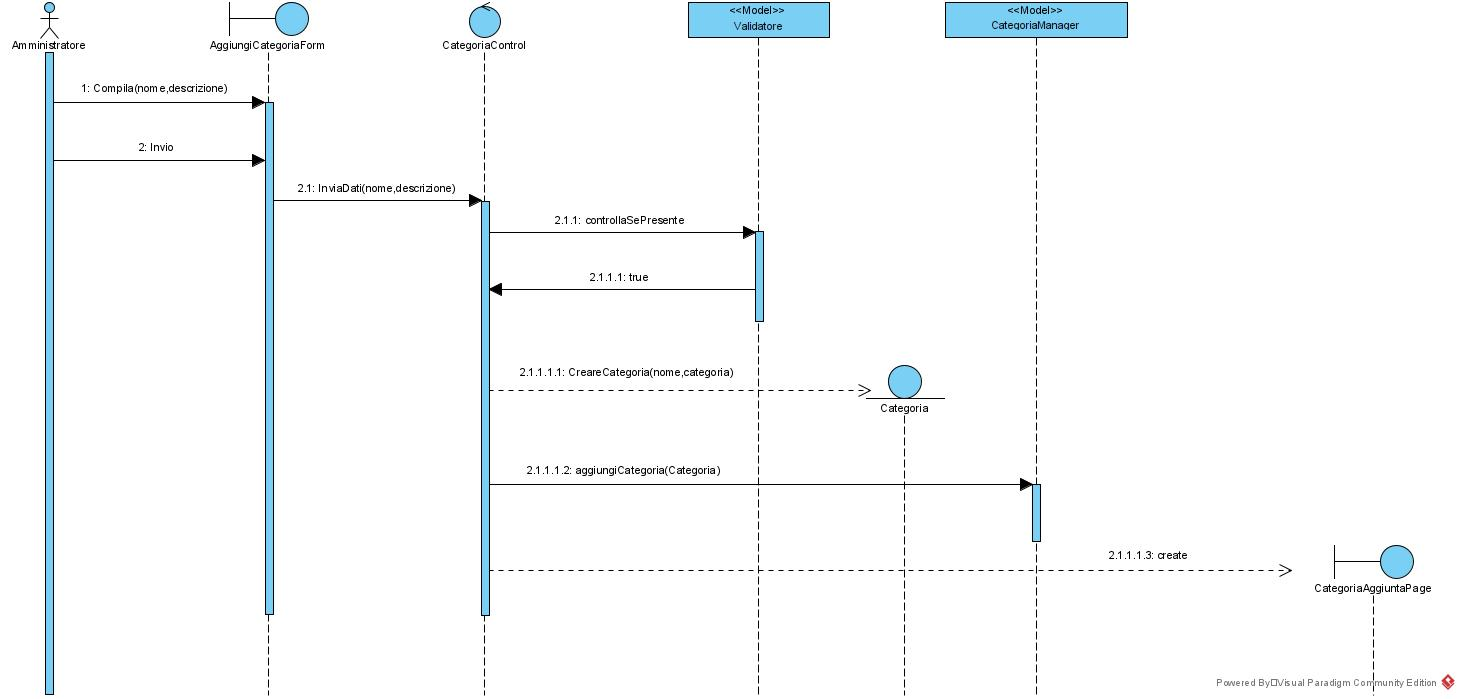 <<Model>>
Validatore
<<Model>>
CategoriaManager
Amministratore
AggiungiCategoriaForm
CategoriaControl
1: Compila(nome,descrizione)
2: Invio
2.1: InviaDati(nome,descrizione)
2.1.1: controllaSePresente
2.1.1.1: true
2.1.1.1.1: CreareCategoria(nome,categoria)
Categoria
2.1.1.1.2: aggiungiCategoria(Categoria)
2.1.1.1.3: create
CategoriaAggiuntaPage
Powered By Visual Paradigm Community Edition